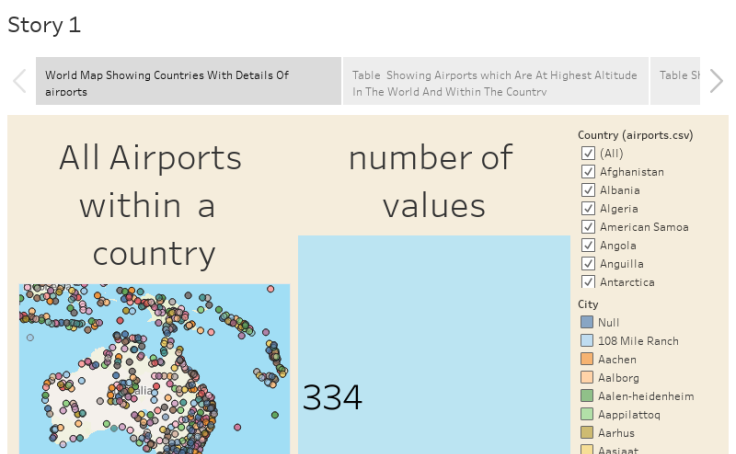 Story 1
World Map Showing Countries With Details Of
airports
Table Showing Airports which Are At Highest Altitude
In The World And Within The Country
Table
All Airports
within a
country
number of
values
334
Country (airports.csv)
(All)
Afghanistan
Albania
Algeria
American Samoa
Angola
Anguilla
Antarctica
City
Null
108 Mile Ranch
Aachen
Aalborg
Aalen-heidenheim
Aappilattoq
Aarhus
Aasiaat